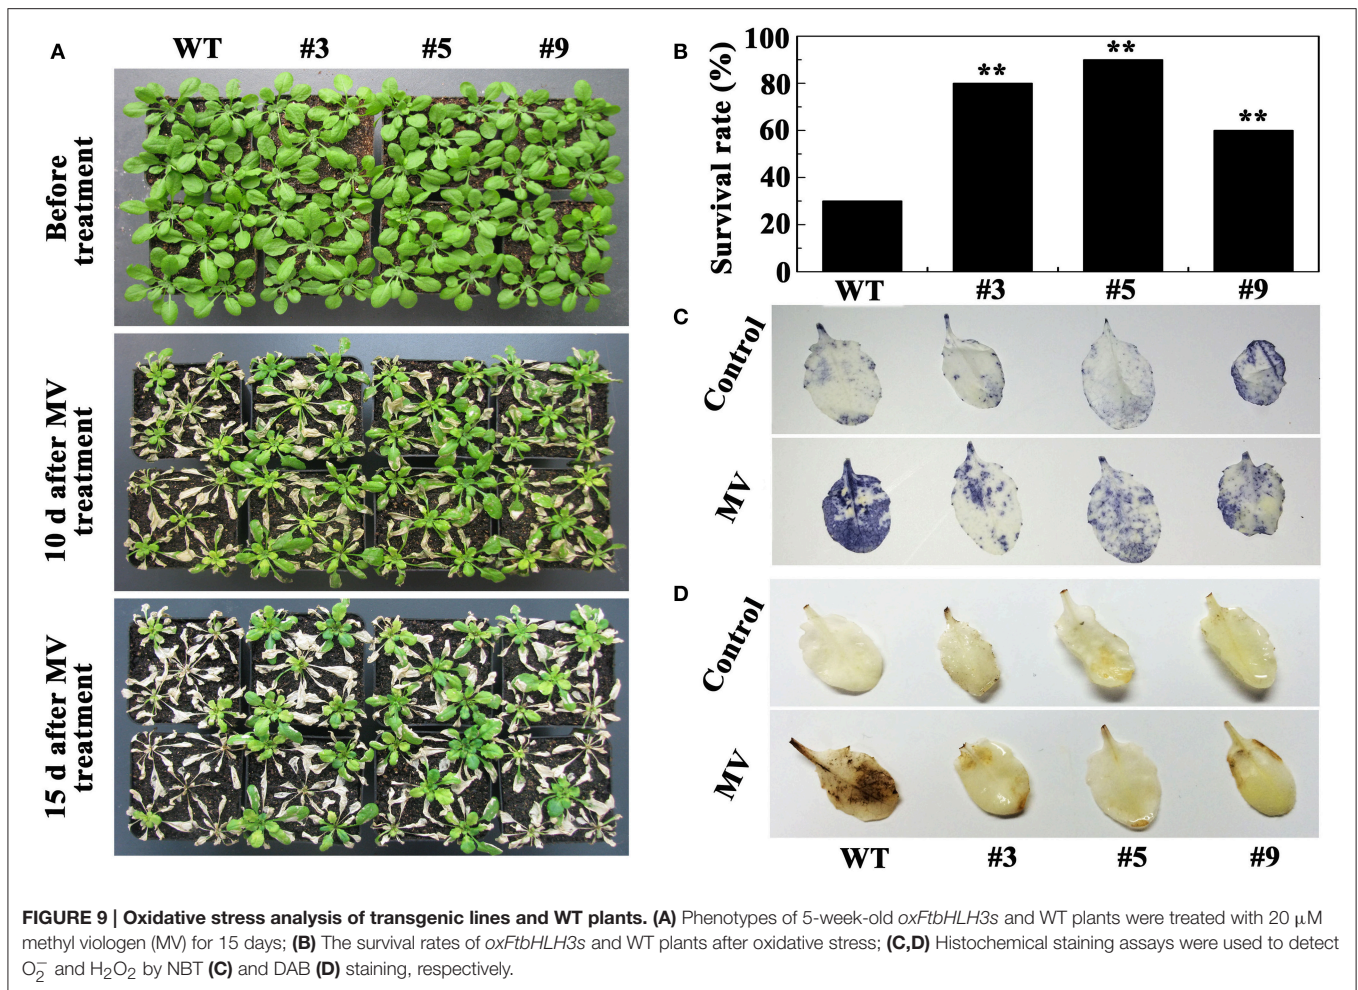 A
WT #3 #5 #9
Before
treatment
10 d after MV
treatment
15 d after MV
treatment
B
Survival rate (%)
100
80
60
40
20
0
**
**
**
WT #3 #5 #9
C
Control
MV
D
Control
MV
WT #3 #5 #9
FIGURE 9 | Oxidative stress analysis of transgenic lines and WT plants. (A) Phenotypes of 5-week-old oxFtbHLH3s and WT plants were treated with 20 μM
methyl viologen (MV) for 15 days; (B) The survival rates of oxFtbHLH3s and WT plants after oxidative stress; (C,D) Histochemical staining assays were used to detect
O₂⁻ and H₂O₂ by NBT (C) and DAB (D) staining, respectively.